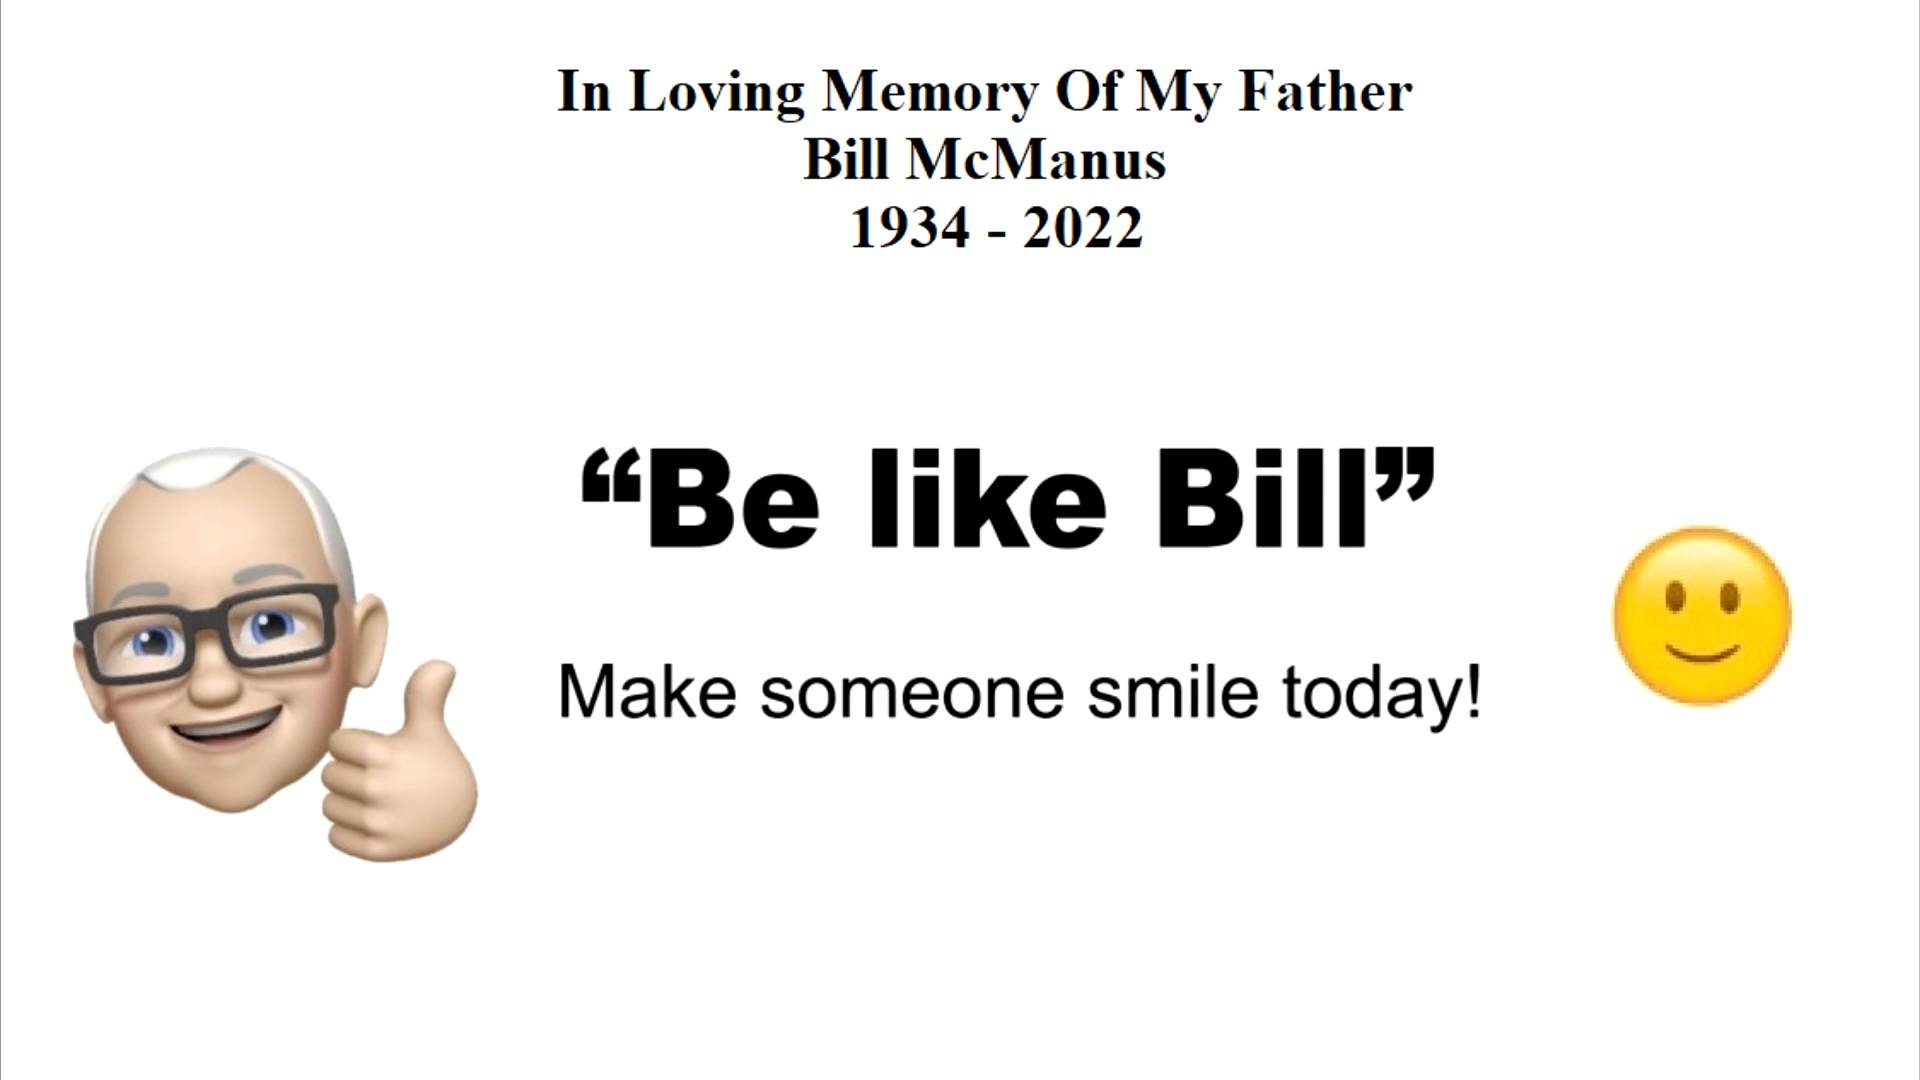 In Loving Memory Of My Father
Bill McManus
1934 - 2022
“Be like Bill”
Make someone smile today!